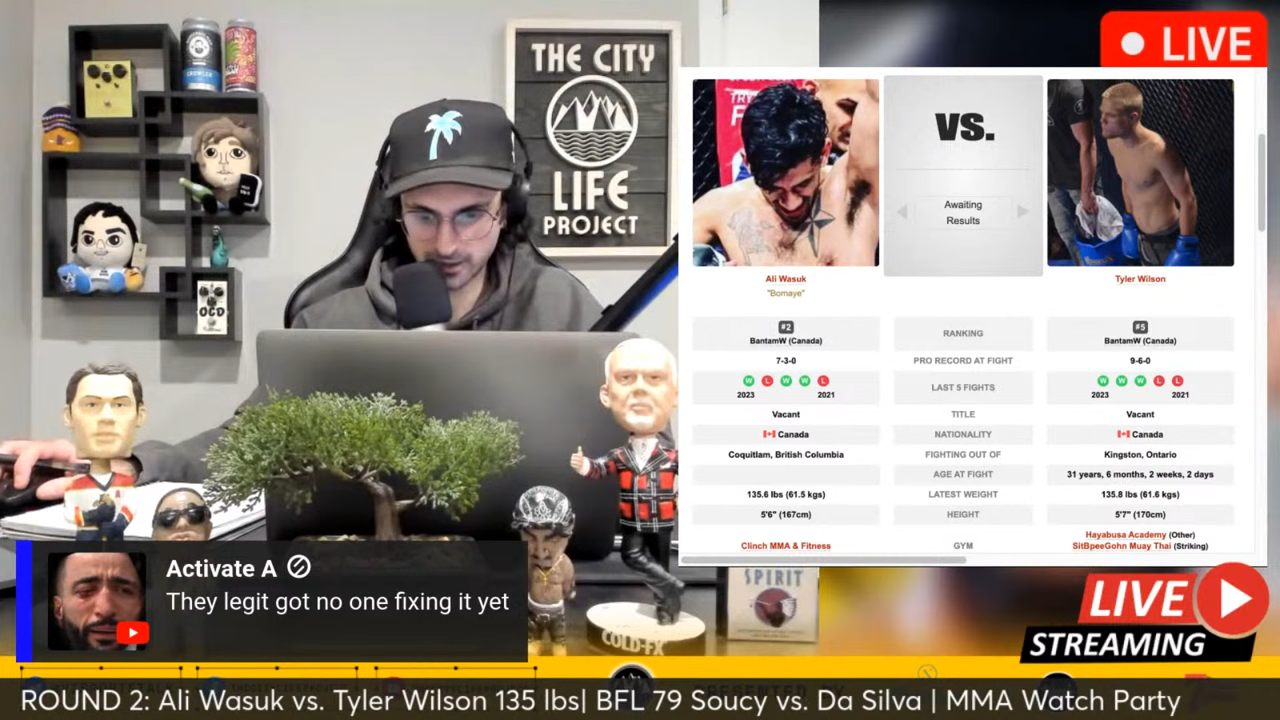 THE CITY
LIFE
PROJECT
CROWLER
OCD
LIVE
VS.
Awaiting
Results
Ali Wasuk
"Bomaye"
Tyler Wilson
#2
BantamW (Canada)
RANKING
#5
BantamW (Canada)
7-3-0
PRO RECORD AT FIGHT
9-6-0
W L W W L
2023 2021
LAST 5 FIGHTS
W W W L L
2023 2021
Vacant
TITLE
Vacant
Canada
NATIONALITY
Canada
Coquitlam, British Columbia
FIGHTING OUT OF
Kingston, Ontario
AGE AT FIGHT
31 years, 6 months, 2 weeks, 2 days
135.6 lbs (61.5 kgs)
LATEST WEIGHT
135.8 lbs (61.6 kgs)
5'6" (167cm)
HEIGHT
5'7" (170cm)
Clinch MMA & Fitness
GYM
Hayabusa Academy (Other)
SitBpeeGohn Muay Thai (Striking)
Activate A
They legit got no one fixing it yet
COLD-FX
SPIRIT
LIVE
STREAMING
ROUND 2: Ali Wasuk vs. Tyler Wilson 135 lbs| BFL 79 Soucy vs. Da Silva | MMA Watch Party